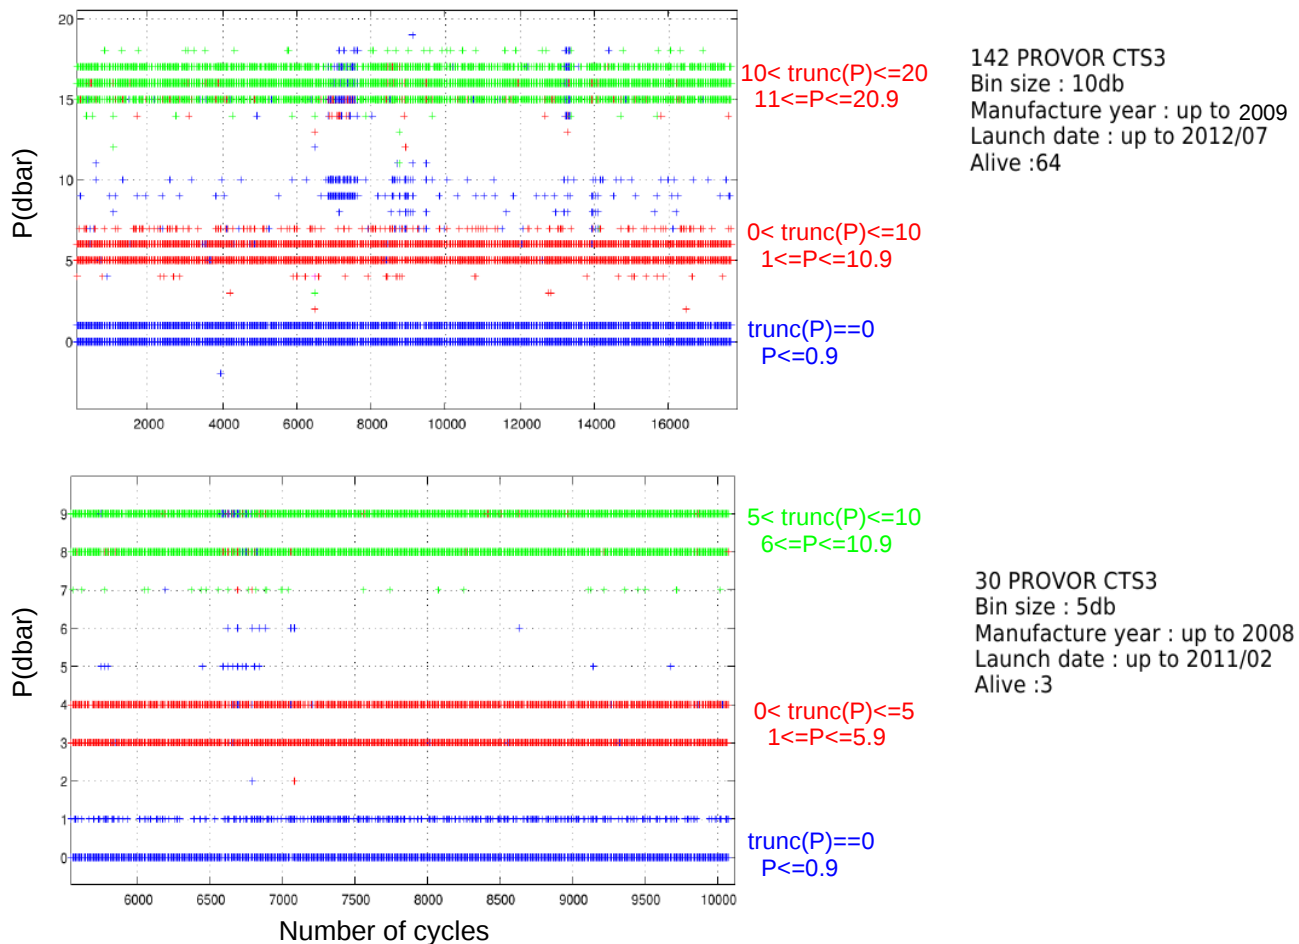 20
15
10
5
0
P(dbar)
2000 4000 6000 8000 10000 12000 14000 16000
10< trunc(P)<=20
11<=P<=20.9
0< trunc(P)<=10
1<=P<=10.9
trunc(P)==0
P<=0.9
142 PROVOR CTS3
Bin size : 10db
Manufacture year : up to 2009
Launch date : up to 2012/07
Alive :64
9
8
7
6
5
4
3
2
1
0
P(dbar)
6000 6500 7000 7500 8000 8500 9000 9500 10000
Number of cycles
5< trunc(P)<=10
6<=P<=10.9
0< trunc(P)<=5
1<=P<=5.9
trunc(P)==0
P<=0.9
30 PROVOR CTS3
Bin size : 5db
Manufacture year : up to 2008
Launch date : up to 2011/02
Alive :3